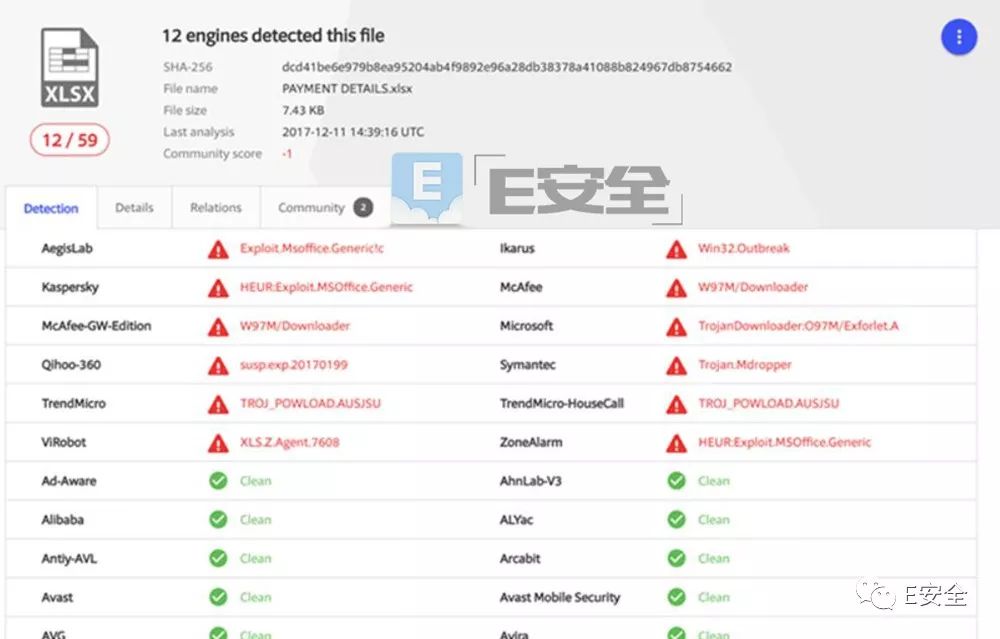 12 engines detected this file
SHA-256 dcd41be6e979b8ea95204ab4f9892e96a28db38378a41088b824967db8754662
File name PAYMENT DETAILS.xlsx
File size 7.43 KB
Last analysis 2017-12-11 14:39:16 UTC
Community score -1
XLSX
12 / 59
E E安全
Detection Details Relations Community 2
AegisLab Exploit.Msoffice.Generic!c Ikarus Win32.Outbreak
Kaspersky HEUR:Exploit.MSOffice.Generic McAfee W97M/Downloader
McAfee-GW-Edition W97M/Downloader Microsoft TrojanDownloader:O97M/Exforlet.A
Qihoo-360 susp.exp.20170199 Symantec Trojan.Mdropper
TrendMicro TROJ_POWLOAD.AUSJSU TrendMicro-HouseCall TROJ_POWLOAD.AUSJSU
ViRobot XLS.Z.Agent.7608 ZoneAlarm HEUR:Exploit.MSOffice.Generic
Ad-Aware Clean AhnLab-V3 Clean
Alibaba Clean ALYac Clean
Antiy-AVL Clean Arcabit Clean
Avast Clean Avast Mobile Security Clean
AVG Clean Avira Clean
E安全